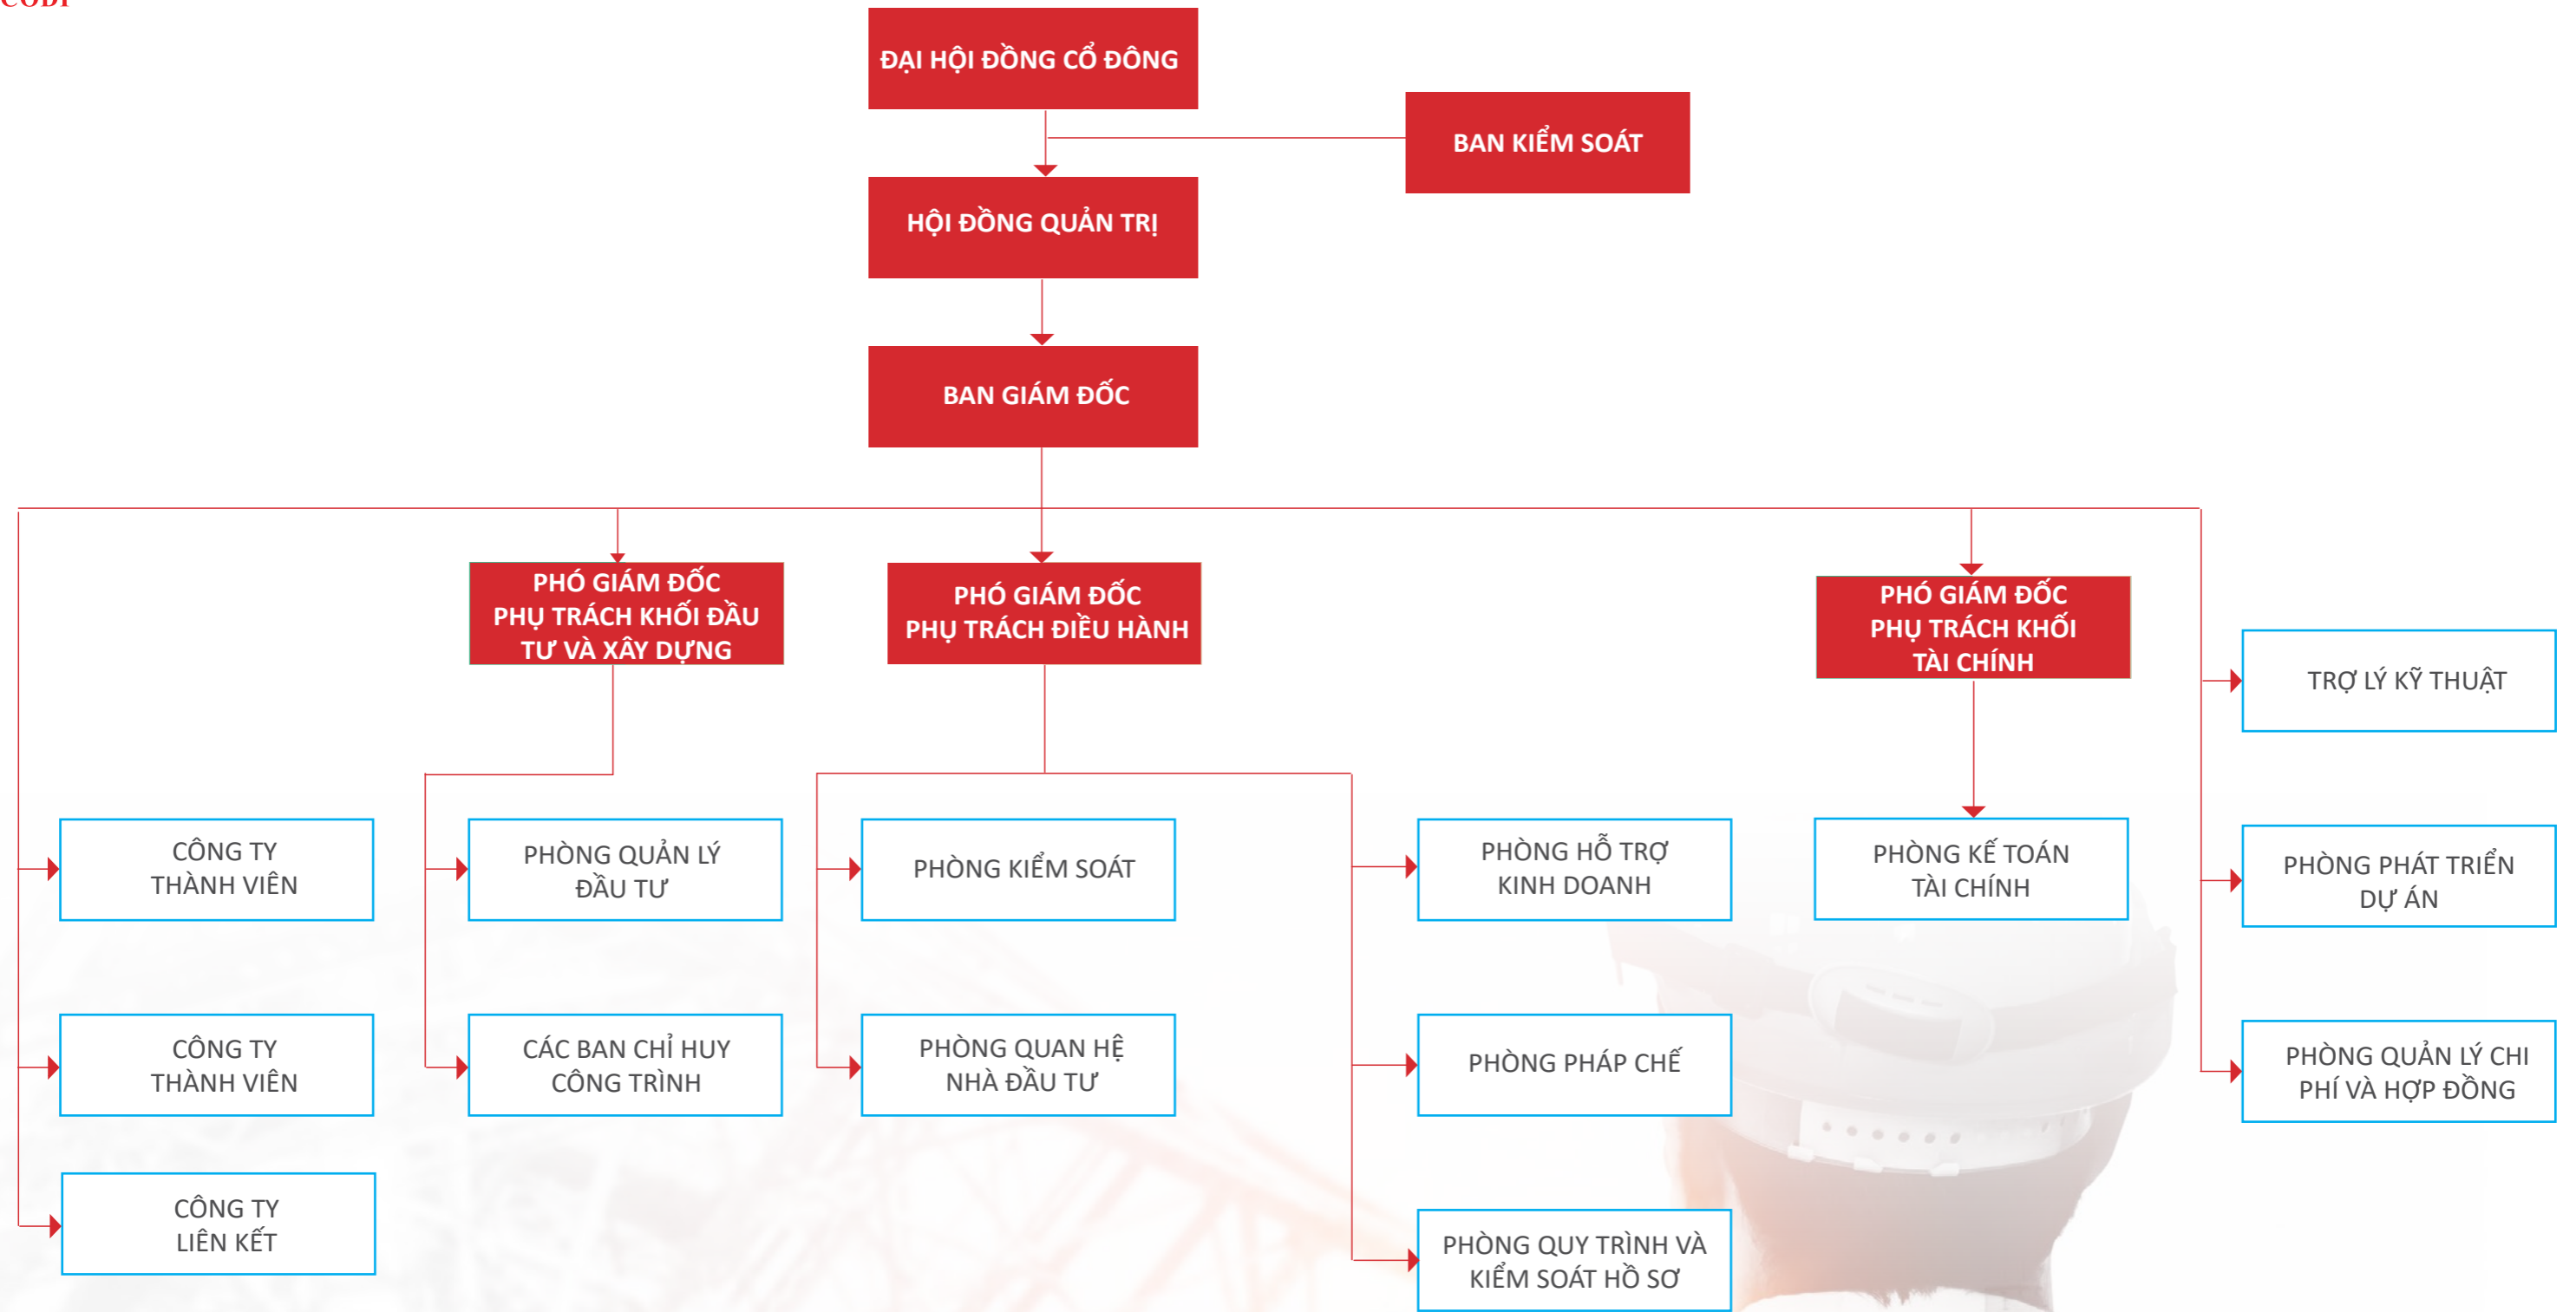 ĐẠI HỘI ĐỒNG CỔ ĐÔNG
BAN KIỂM SOÁT
HỘI ĐỒNG QUẢN TRỊ
BAN GIÁM ĐỐC
PHÓ GIÁM ĐỐC
PHỤ TRÁCH KHỐI ĐẦU
TƯ VÀ XÂY DỰNG
PHÓ GIÁM ĐỐC
PHỤ TRÁCH ĐIỀU HÀNH
PHÓ GIÁM ĐỐC
PHỤ TRÁCH KHỐI
TÀI CHÍNH
TRỢ LÝ KỸ THUẬT
CÔNG TY
THÀNH VIÊN
PHÒNG QUẢN LÝ
ĐẦU TƯ
PHÒNG KIỂM SOÁT
PHÒNG HỖ TRỢ
KINH DOANH
PHÒNG KẾ TOÁN
TÀI CHÍNH
PHÒNG PHÁT TRIỂN
DỰ ÁN
CÔNG TY
THÀNH VIÊN
CÁC BAN CHỈ HUY
CÔNG TRÌNH
PHÒNG QUAN HỆ
NHÀ ĐẦU TƯ
PHÒNG PHÁP CHẾ
PHÒNG QUẢN LÝ CHI
PHÍ VÀ HỢP ĐỒNG
CÔNG TY
LIÊN KẾT
PHÒNG QUY TRÌNH VÀ
KIỂM SOÁT HỒ SƠ